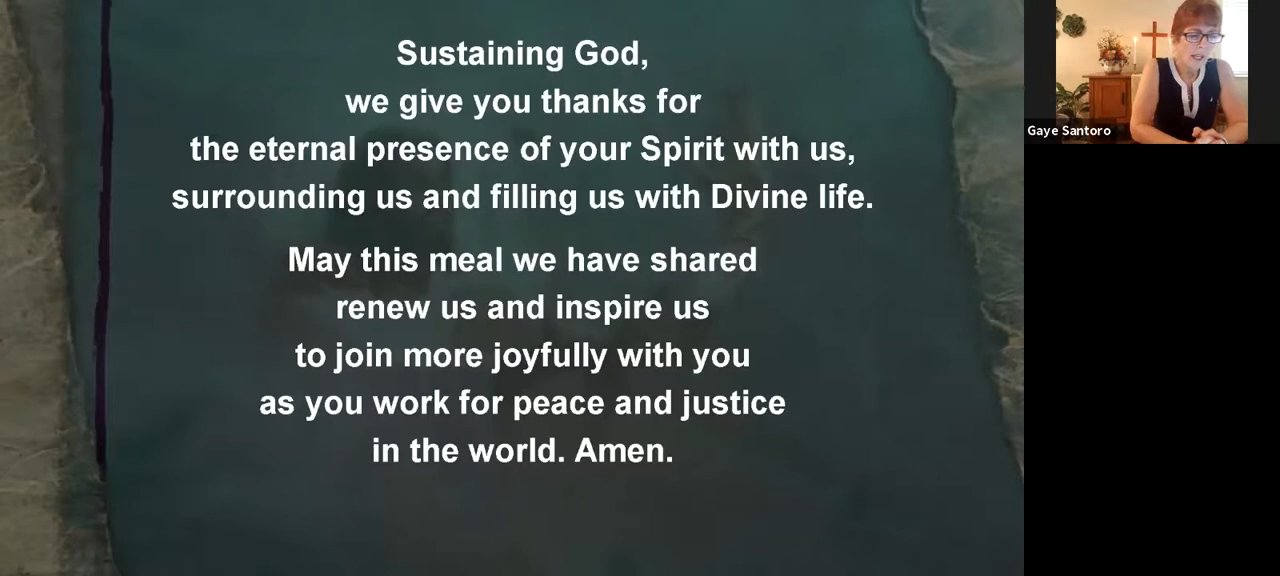 Sustaining God,
we give you thanks for
the eternal presence of your Spirit with us,
surrounding us and filling us with Divine life.
May this meal we have shared
renew us and inspire us
to join more joyfully with you
as you work for peace and justice
in the world. Amen.
Gaye Santoro